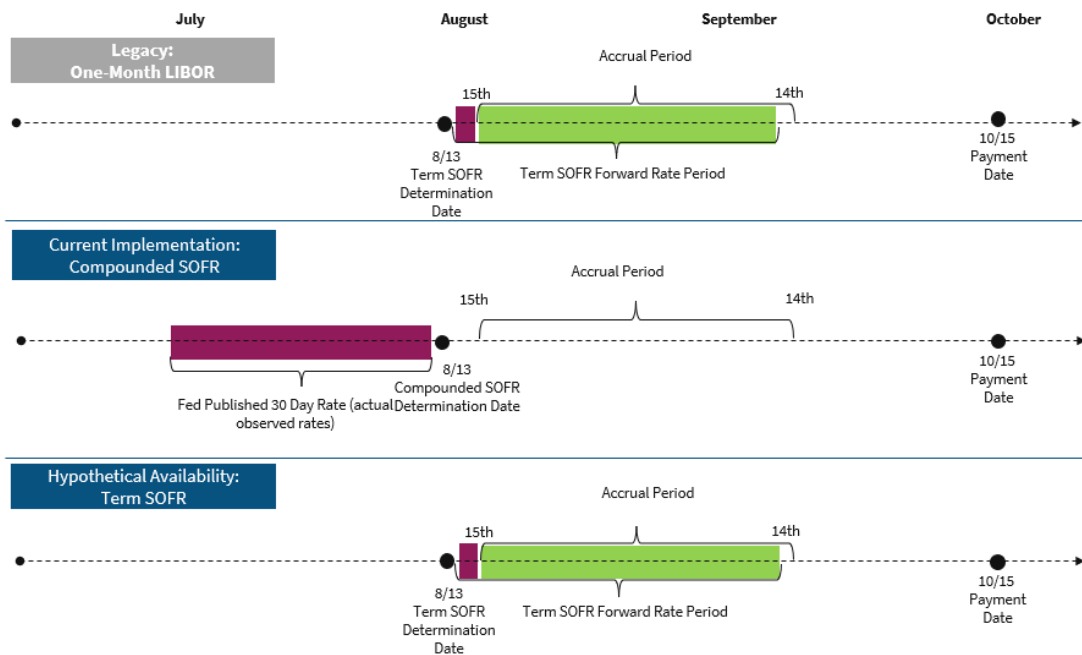 July
August
September
October
Legacy:
One-Month LIBOR
Accrual Period
15th
14th
8/13
Term SOFR
Determination
Date
Term SOFR Forward Rate Period
10/15
Payment
Date
Current Implementation:
Compounded SOFR
Accrual Period
15th
14th
8/13
Compounded SOFR
Determination Date
Fed Published 30 Day Rate (actual
observed rates)
10/15
Payment
Date
Hypothetical Availability:
Term SOFR
Accrual Period
15th
14th
8/13
Term SOFR
Determination
Date
Term SOFR Forward Rate Period
10/15
Payment
Date